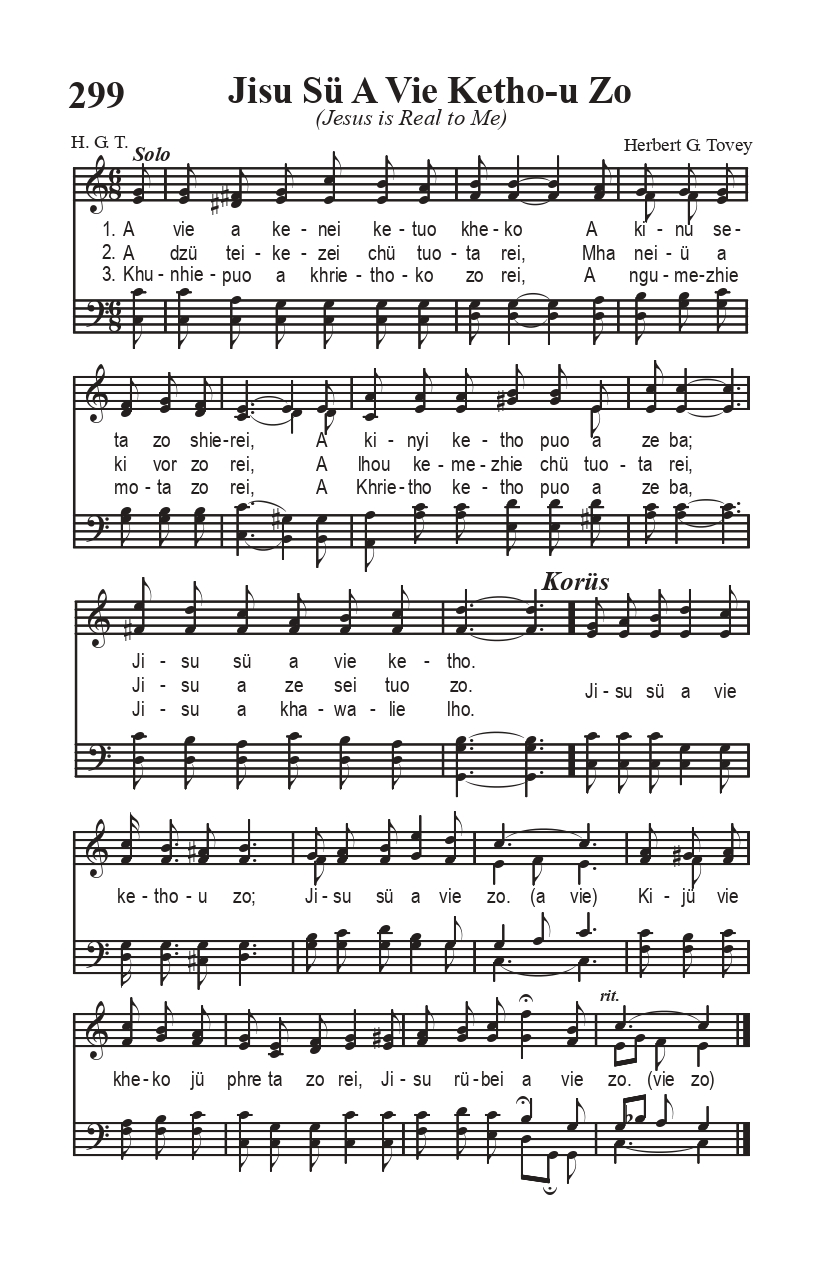 299
Jisu Sü A Vie Ketho-u Zo
(Jesus is Real to Me)
H. G. T.
Herbert G. Tovey
Solo
1. A vie a ke - nei ke - tuo khe - ko A ki - nü se -
2. A dzü tei - ke - zei chü tuo - ta rei, Mha nei - ü a
3. Khu - nhie - puo a khrie - tho - ko zo rei, A ngu - me - zhie
ta zo shie - rei, A ki - nyi ke - tho puo a ze ba;
ki vor zo rei, A lhou ke - me - zhie chü tuo - ta rei,
mo - ta zo rei, A Khrie - tho ke - tho puo a ze ba,
Korüs
Ji - su sü a vie ke - tho.
Ji - su a ze sei tuo zo.
Ji - su a kha - wa - lie lho.
Ji - su sü a vie
ke - tho - u zo; Ji - su sü a vie zo. (a vie) Ki - jü vie
rit.
khe - ko jü phre ta zo rei, Ji - su rü - bei a vie zo. (vie zo)